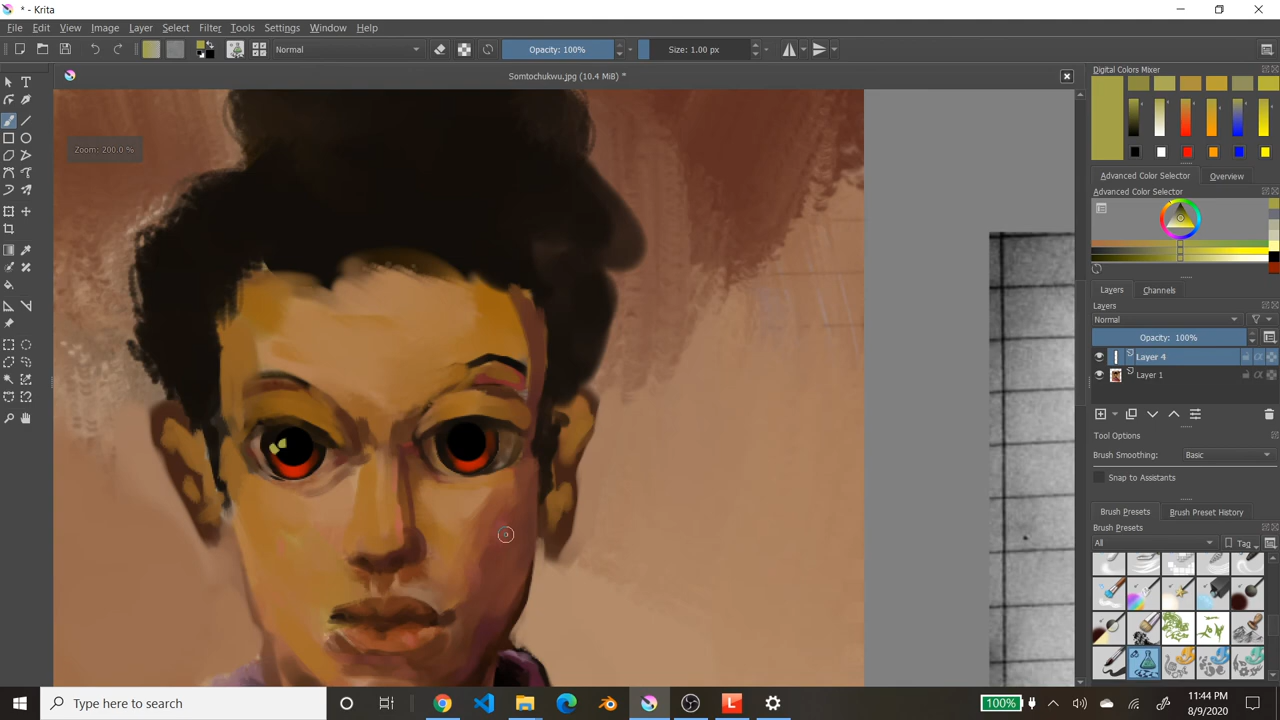 * - Krita
File Edit View Image Layer Select Filter Tools Settings Window Help
Normal Opacity: 100% Size: 1.00 px
Somtochukwu.jpg (10.4 MiB) *
Zoom: 200.0 %
Digital Colors Mixer
Advanced Color Selector Overview
Advanced Color Selector
Layers Channels
Layers
Normal
Opacity: 100%
Layer 4
Layer 1
Tool Options
Brush Smoothing: Basic
Snap to Assistants
Brush Presets Brush Preset History
Brush Presets
All Tag
Type here to search
100%
11:44 PM
8/9/2020